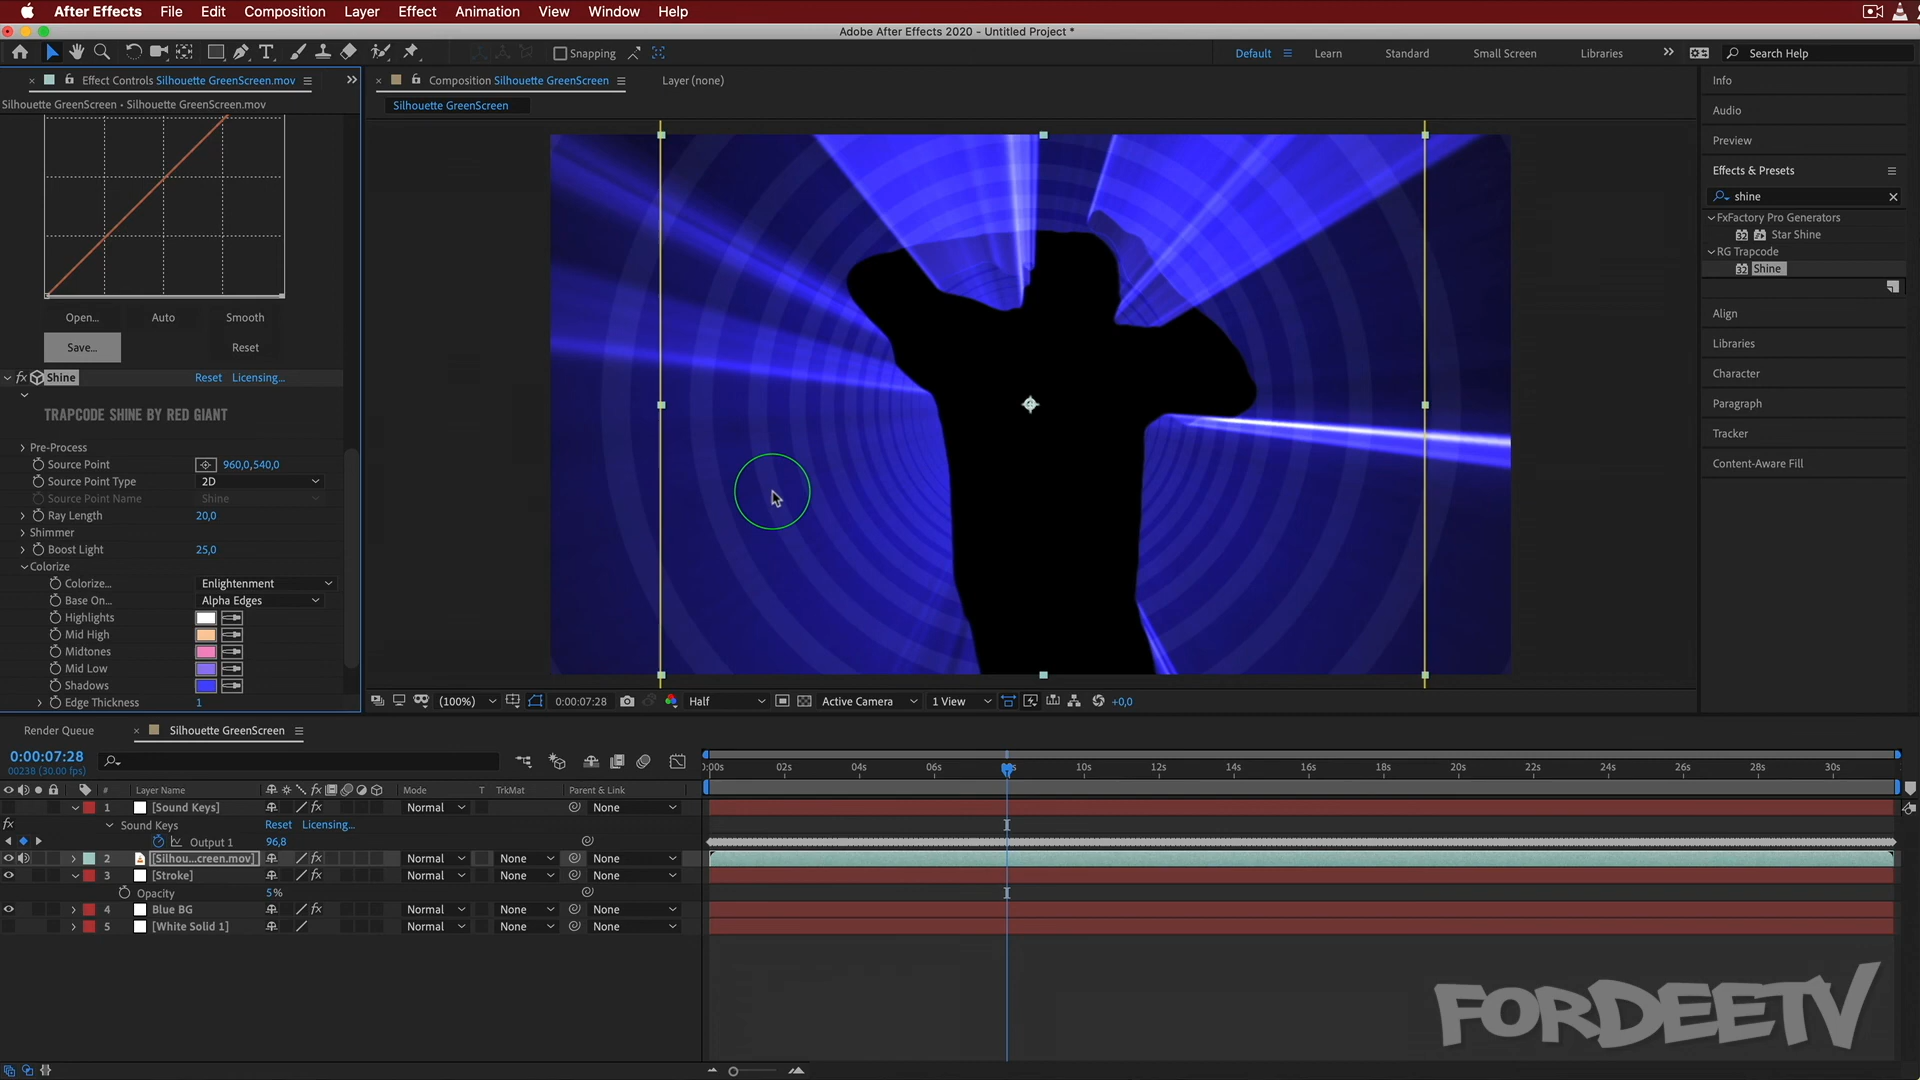 After Effects File Edit Composition Layer Effect Animation View Window Help
Adobe After Effects 2020 - Untitled Project *
Snapping Default Learn Standard Small Screen Libraries Search Help
Effect Controls Silhouette GreenScreen.mov
Composition Silhouette GreenScreen
Layer (none)
Silhouette GreenScreen • Silhouette GreenScreen.mov
Silhouette GreenScreen
Open...
Auto
Smooth
Save...
Reset
fx Shine Reset Licensing...
TRAPCODE SHINE BY RED GIANT
Pre-Process
Source Point 960,0,540,0
Source Point Type 2D
Source Point Name Shine
Ray Length 20,0
Shimmer
Boost Light 25,0
Colorize
Colorize... Enlightenment
Base On... Alpha Edges
Highlights
Mid High
Midtones
Mid Low
Shadows
Edge Thickness 1
(100%) 0:00:07:28 Half Active Camera 1 View +0,0
Info
Audio
Preview
Effects & Presets
shine
FxFactory Pro Generators
32 Star Shine
RG Trapcode
32 Shine
Align
Libraries
Character
Paragraph
Tracker
Content-Aware Fill
Render Queue
Silhouette GreenScreen
0:00:07:28
00238 (30.00 fps)
# Layer Name fx Mode T TrkMat Parent & Link
):00s 02s 04s 06s 10s 12s 14s 16s 18s 20s 22s 24s 26s 28s 30s
1 [Sound Keys] fx Normal None
fx Sound Keys Reset Licensing...
Output 1 96,8
2 [Silhou...creen.mov] fx Normal None None
3 [Stroke] fx Normal None None
Opacity 5%
4 Blue BG fx Normal None None
5 [White Solid 1] Normal None None
FORDEETV